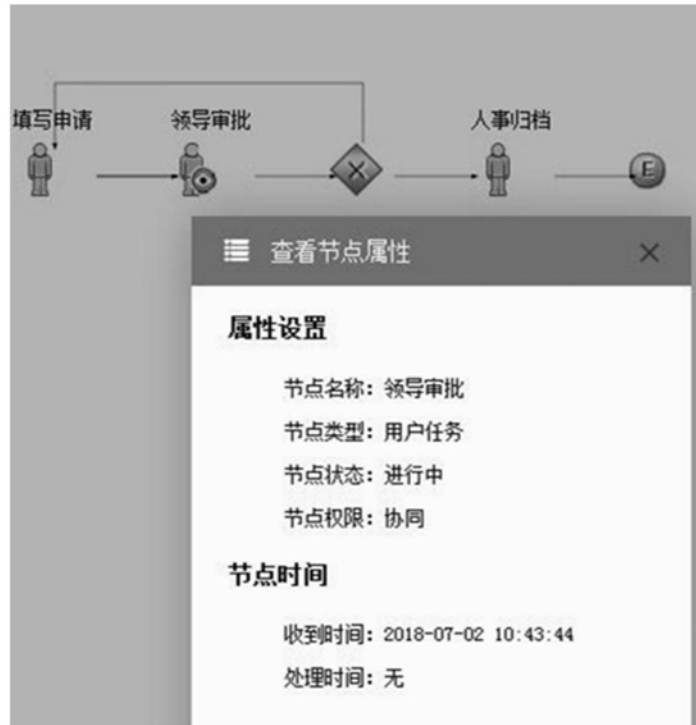 填写申请 领导审批 人事归档
E
查看节点属性
属性设置
节点名称：领导审批
节点类型：用户任务
节点状态：进行中
节点权限：协同
节点时间
收到时间：2018-07-02 10:43:44
处理时间：无